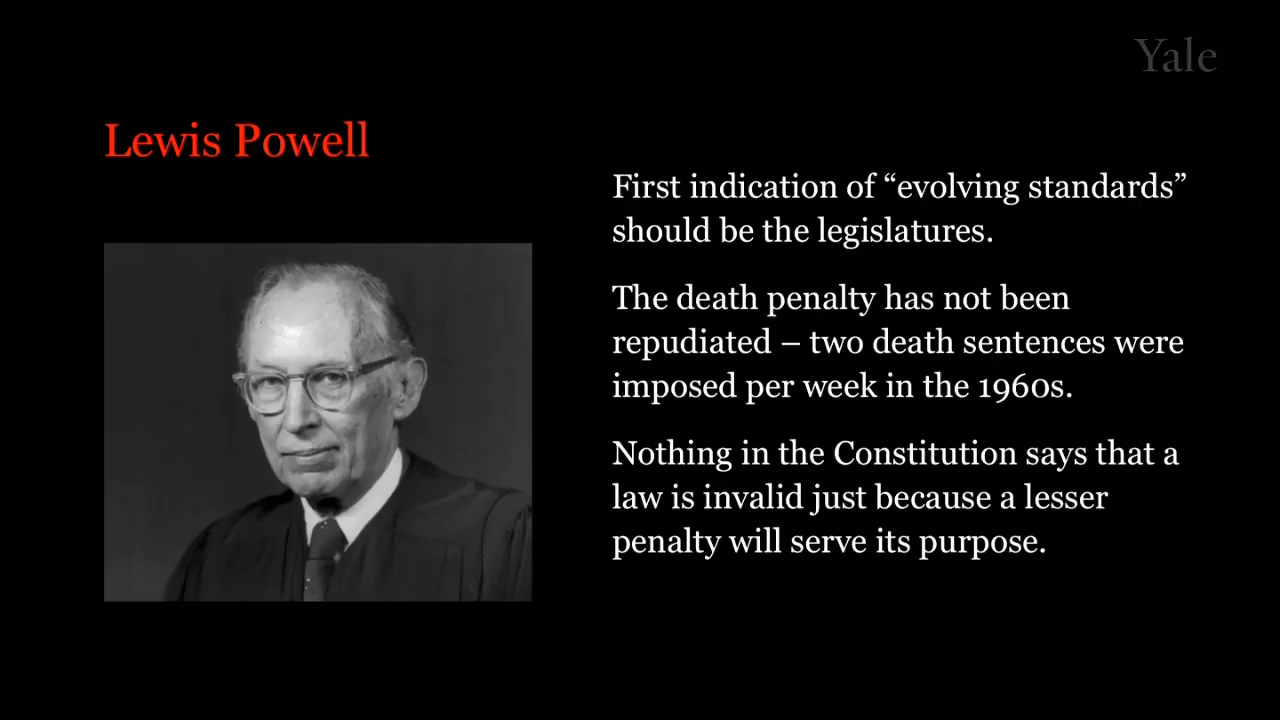 Yale
Lewis Powell
First indication of “evolving standards”
should be the legislatures.
The death penalty has not been
repudiated – two death sentences were
imposed per week in the 1960s.
Nothing in the Constitution says that a
law is invalid just because a lesser
penalty will serve its purpose.